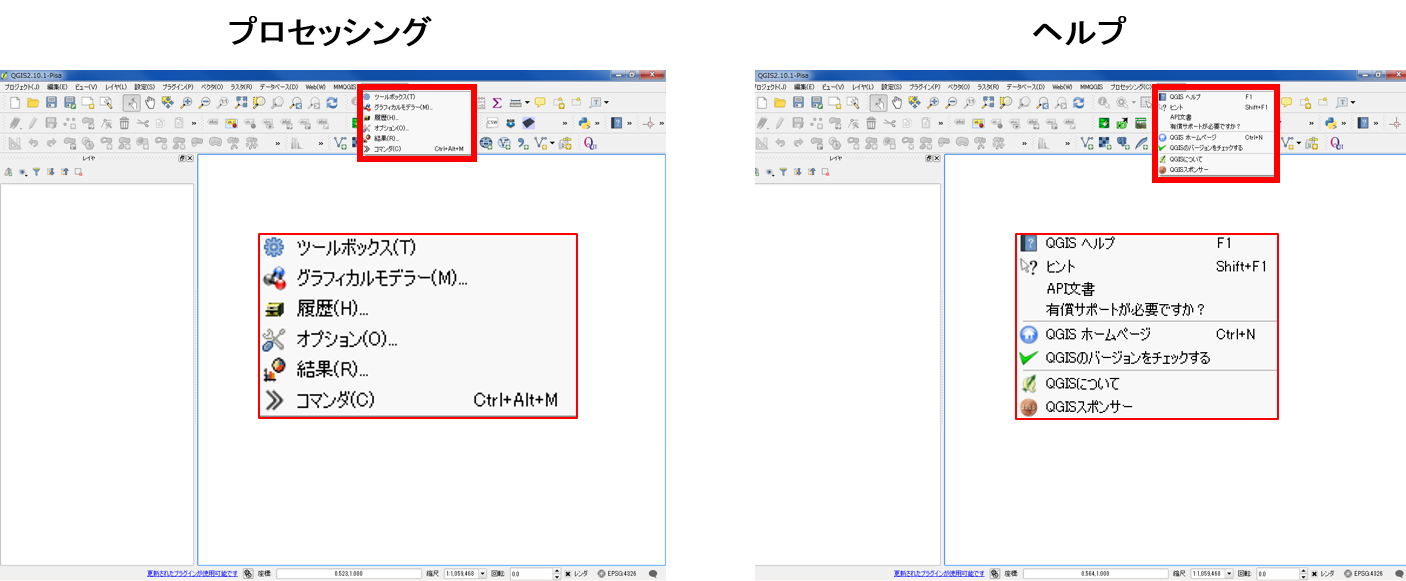 プロセッシング
ヘルプ
QGIS2.10.1-Pisa
プロジェクト(J) 編集(E) ビュー(V) レイヤ(L) 設定(S) プラグイン(P) ベクタ(O) ラスタ(R) データベース(D) Web(W) MMQGIS
ツールボックス(T)
グラフィカルモデラー(M)...
履歴(H)...
オプション(O)...
結果(R)...
コマンダ(C) Ctrl+Alt+M
レイヤ
ツールボックス(T)
グラフィカルモデラー(M)...
履歴(H)...
オプション(O)...
結果(R)...
コマンダ(C) Ctrl+Alt+M
更新されたプラグインが使用可能です 座標 0.523,1.000 縮尺 1:1,059,468 回転: 0.0 レンダ EPSG:4326
QGIS2.10.1-Pisa
プロジェクト(J) 編集(E) ビュー(V) レイヤ(L) 設定(S) プラグイン(P) ベクタ(O) ラスタ(R) データベース(D) Web(W) MMQGIS プロセッシング(C)
QGIS ヘルプ F1
ヒント Shift+F1
API文書
有償サポートが必要ですか？
QGIS ホームページ Ctrl+N
QGISのバージョンをチェックする
QGISについて
QGISスポンサー
レイヤ
QGIS ヘルプ F1
ヒント Shift+F1
API文書
有償サポートが必要ですか？
QGIS ホームページ Ctrl+N
QGISのバージョンをチェックする
QGISについて
QGISスポンサー
更新されたプラグインが使用可能です 座標 0.564,1.000 縮尺 1:1,059,468 回転: 0.0 レンダ EPSG:4326